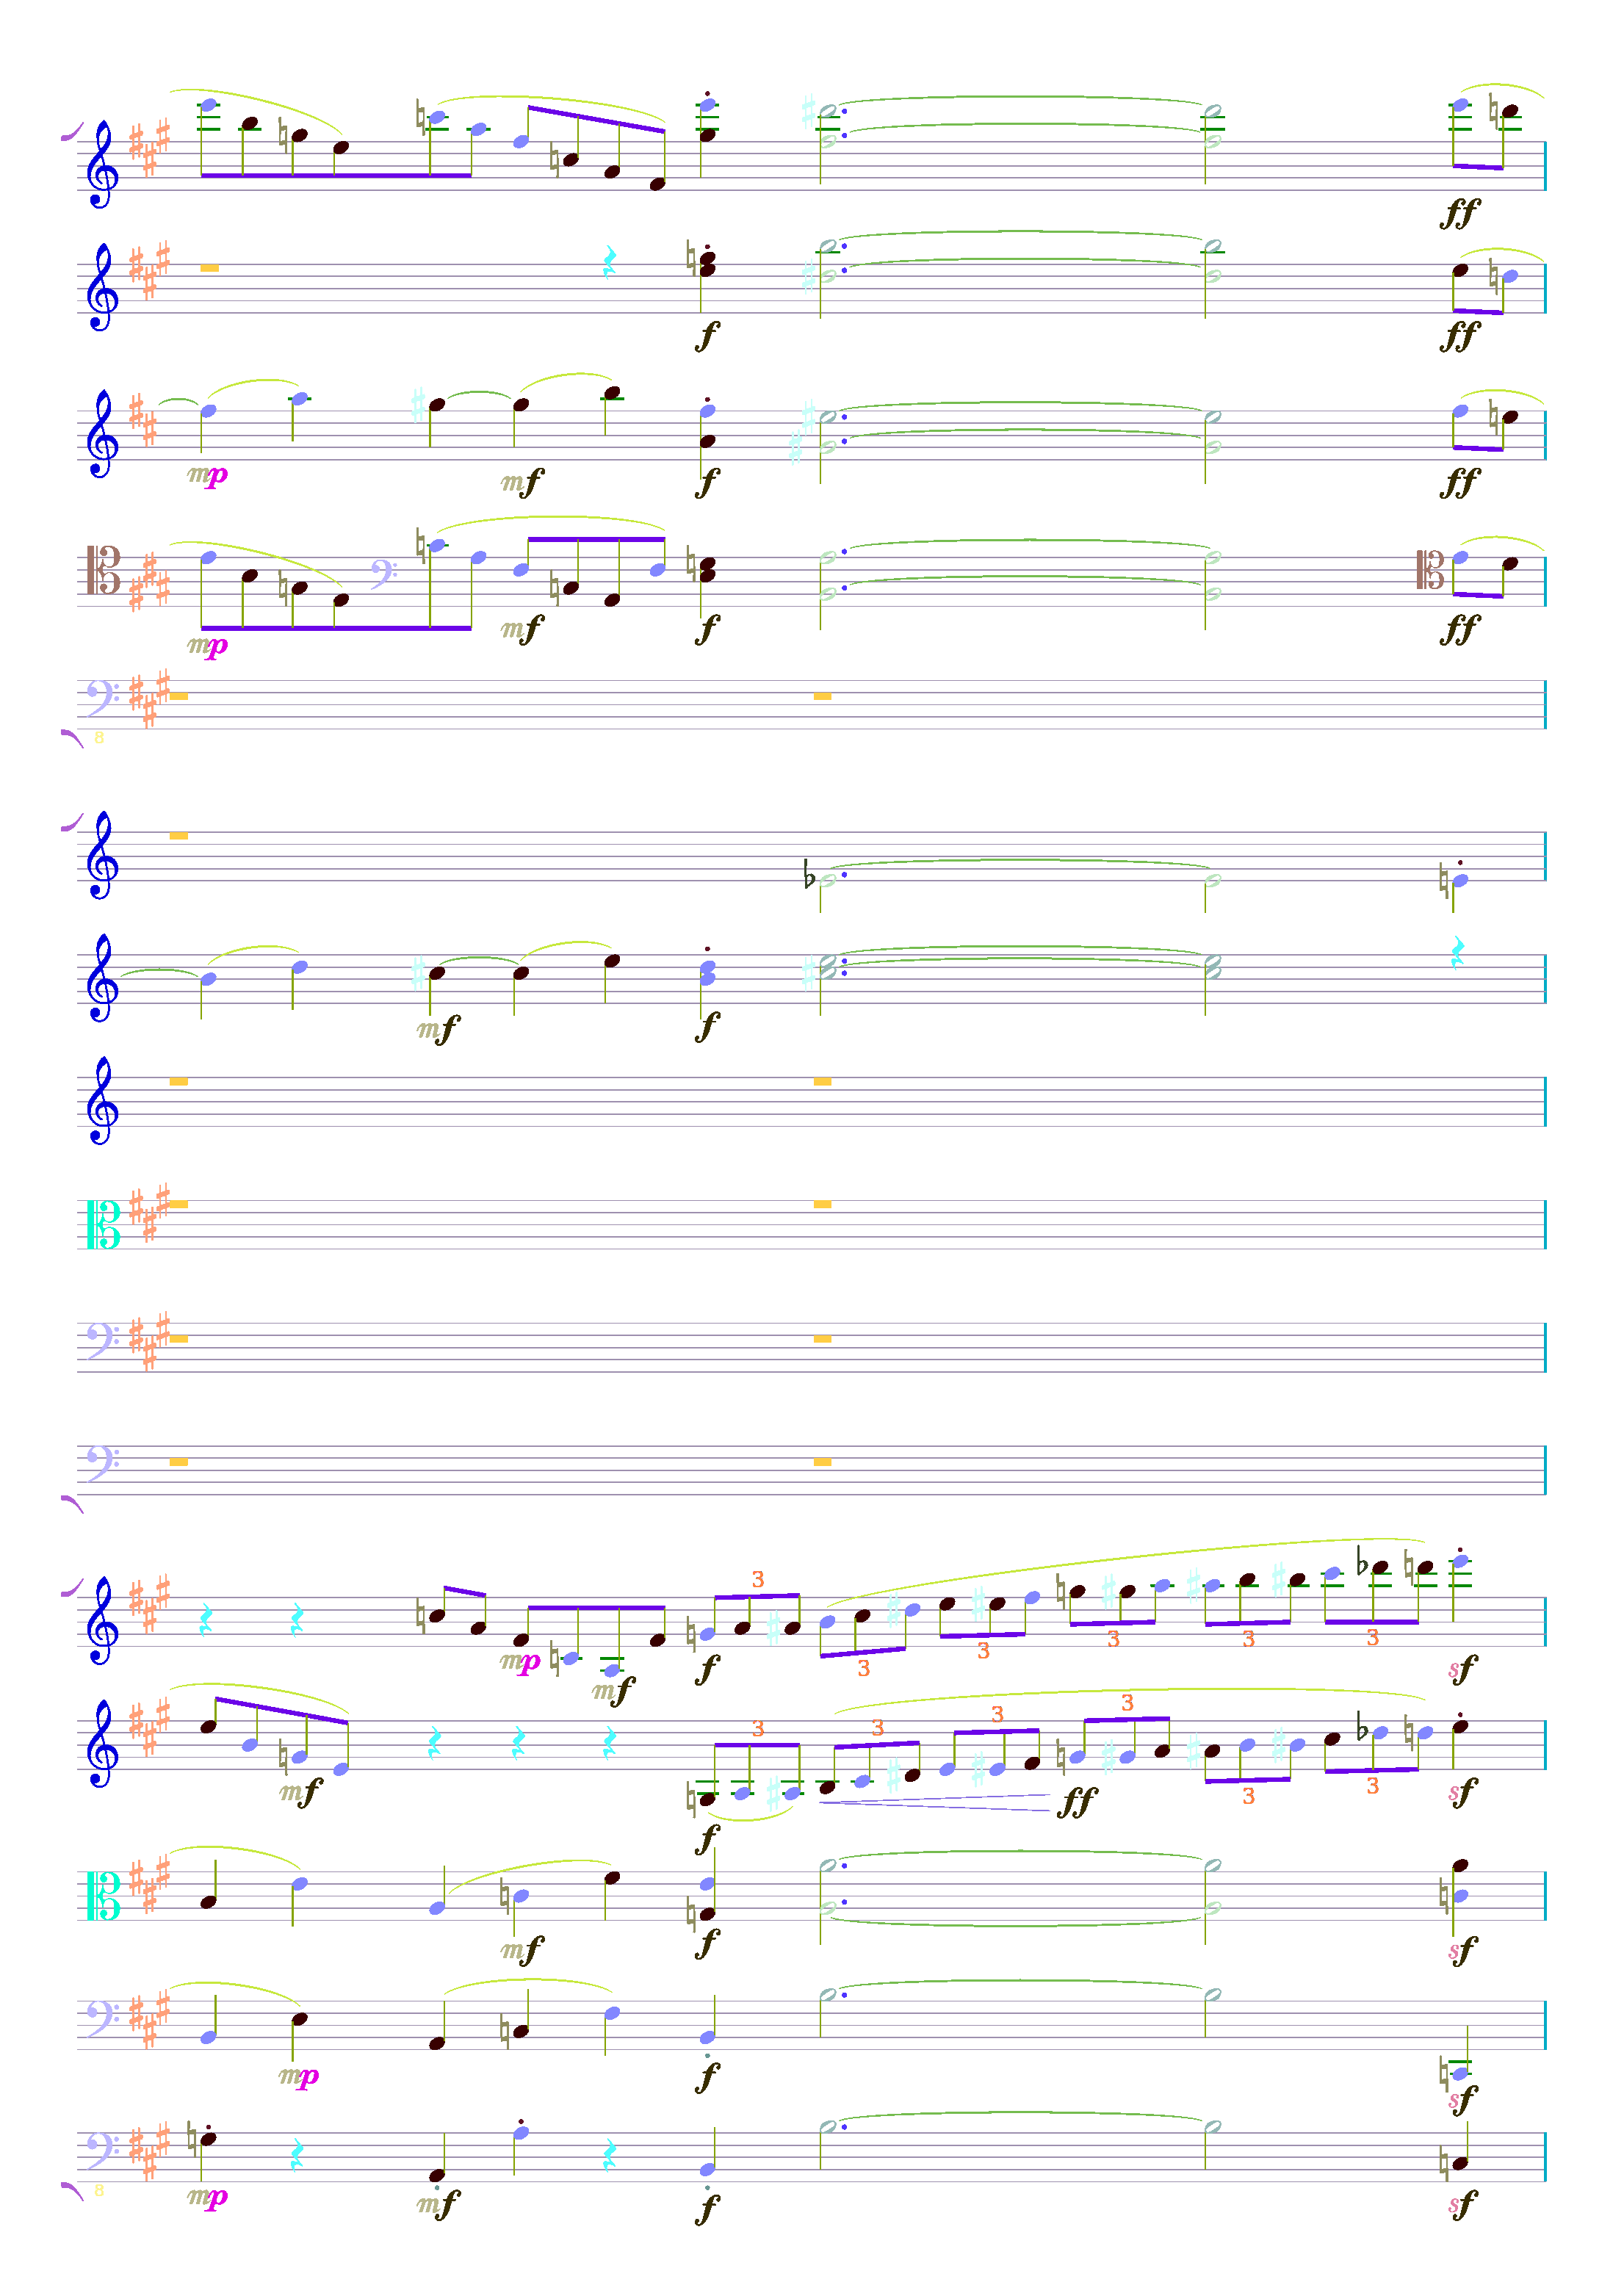 ff
f ff
mp mf f ff
mp mf f ff
8
mf f
3
mp mf f 3 3 3 3 3 sf
3 3 3 3
mf f ff 3 3 sf
mf f sf
mp f sf
8
mp mf f sf